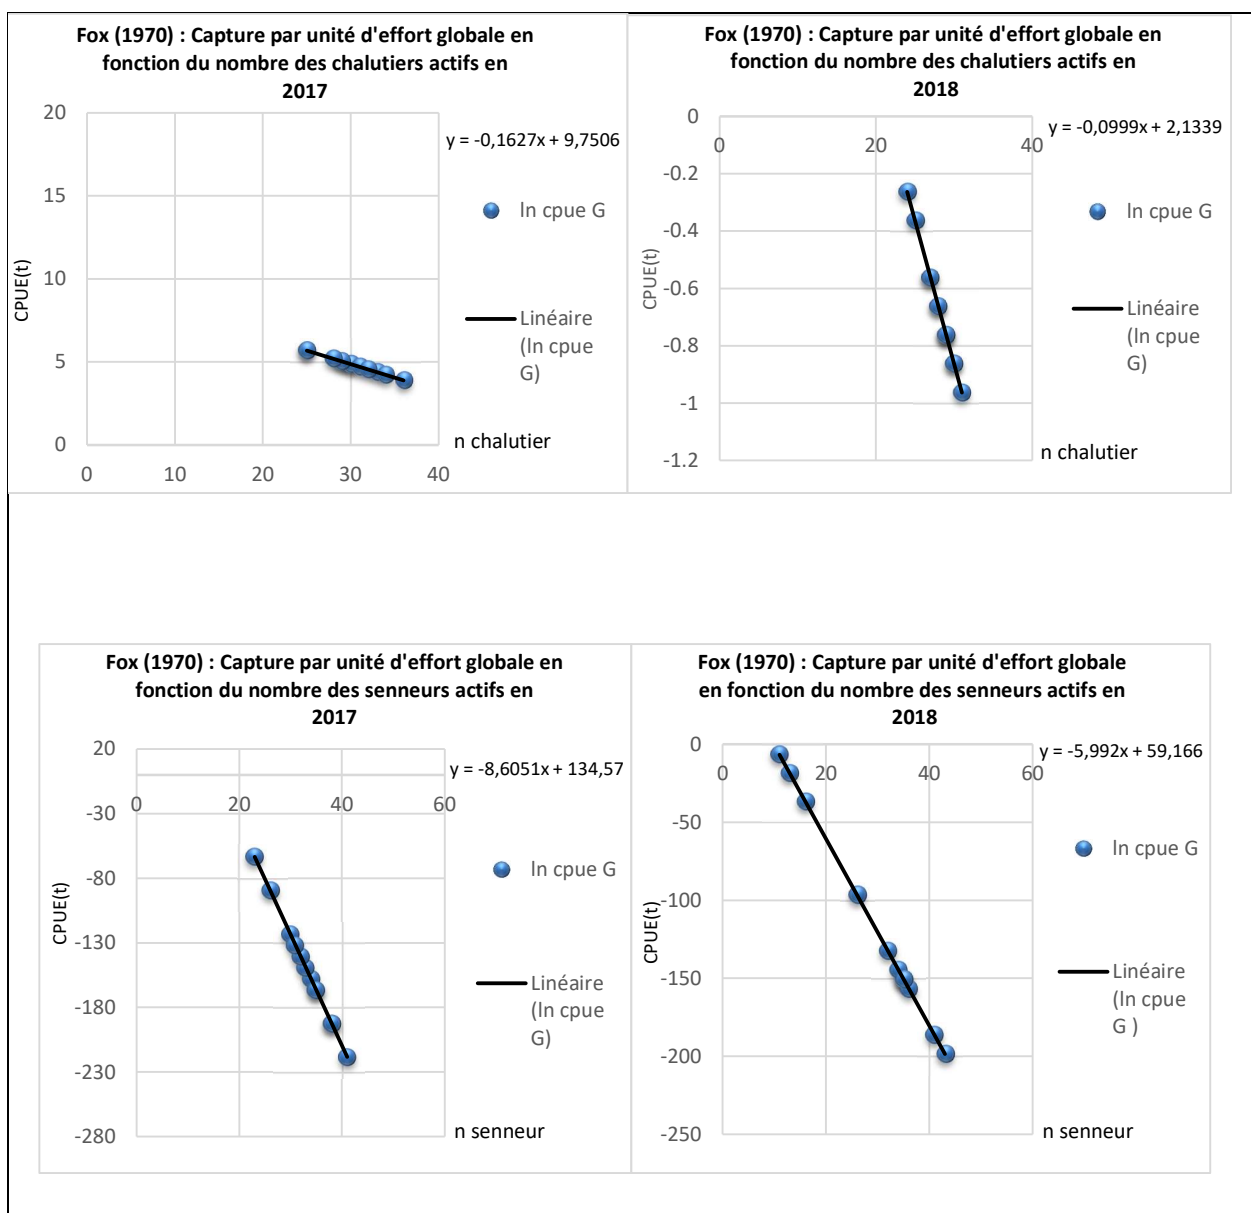 Fox (1970) : Capture par unité d'effort globale en
fonction du nombre des chalutiers actifs en
2017
20
15
10
5
0
0
10
20
30
40
CPUE(t)
n chalutier
y = -0,1627x + 9,7506
ln cpue G
Linéaire
(ln cpue
G)
Fox (1970) : Capture par unité d'effort globale en
fonction du nombre des chalutiers actifs en
2018
0
-0.2
-0.4
-0.6
-0.8
-1
-1.2
0
20
40
CPUE(t)
n chalutier
y = -0,0999x + 2,1339
ln cpue G
Linéaire
(ln cpue
G)
Fox (1970) : Capture par unité d'effort globale en
fonction du nombre des senneurs actifs en
2017
20
-30
-80
-130
-180
-230
-280
0
20
40
60
CPUE(t)
n senneur
y = -8,6051x + 134,57
ln cpue G
Linéaire
(ln cpue
G)
Fox (1970) : Capture par unité d'effort globale
en fonction du nombre des senneurs actifs en
2018
0
-50
-100
-150
-200
-250
0
20
40
60
CPUE(t)
n senneur
y = -5,992x + 59,166
ln cpue G
Linéaire
(ln cpue
G )